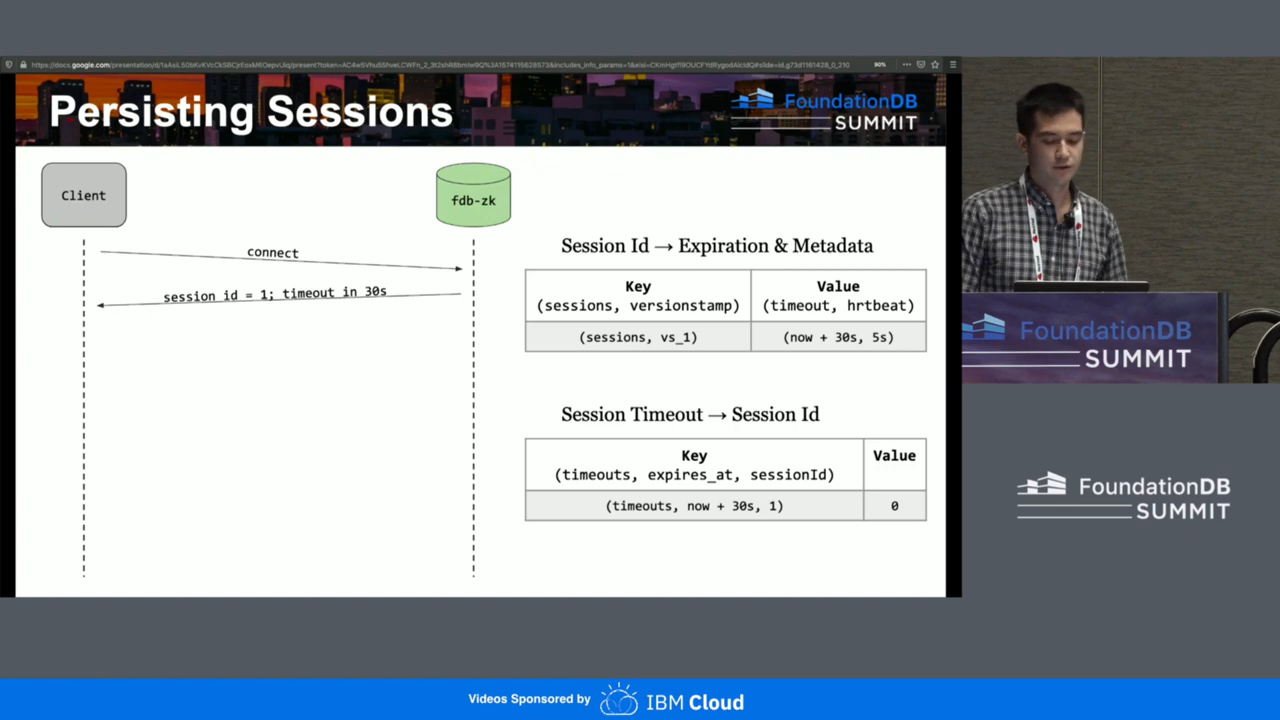 Persisting Sessions
FoundationDB
SUMMIT
Client
fdb-zk
connect
session id = 1; timeout in 30s
Session Id → Expiration & Metadata
Key
(sessions, versionstamp)
Value
(timeout, hrtbeat)
(sessions, vs_1)
(now + 30s, 5s)
Session Timeout → Session Id
Key
(timeouts, expires_at, sessionId)
Value
(timeouts, now + 30s, 1)
0
FoundationDB
SUMMIT
FoundationDB
SUMMIT
Videos Sponsored by
IBM Cloud